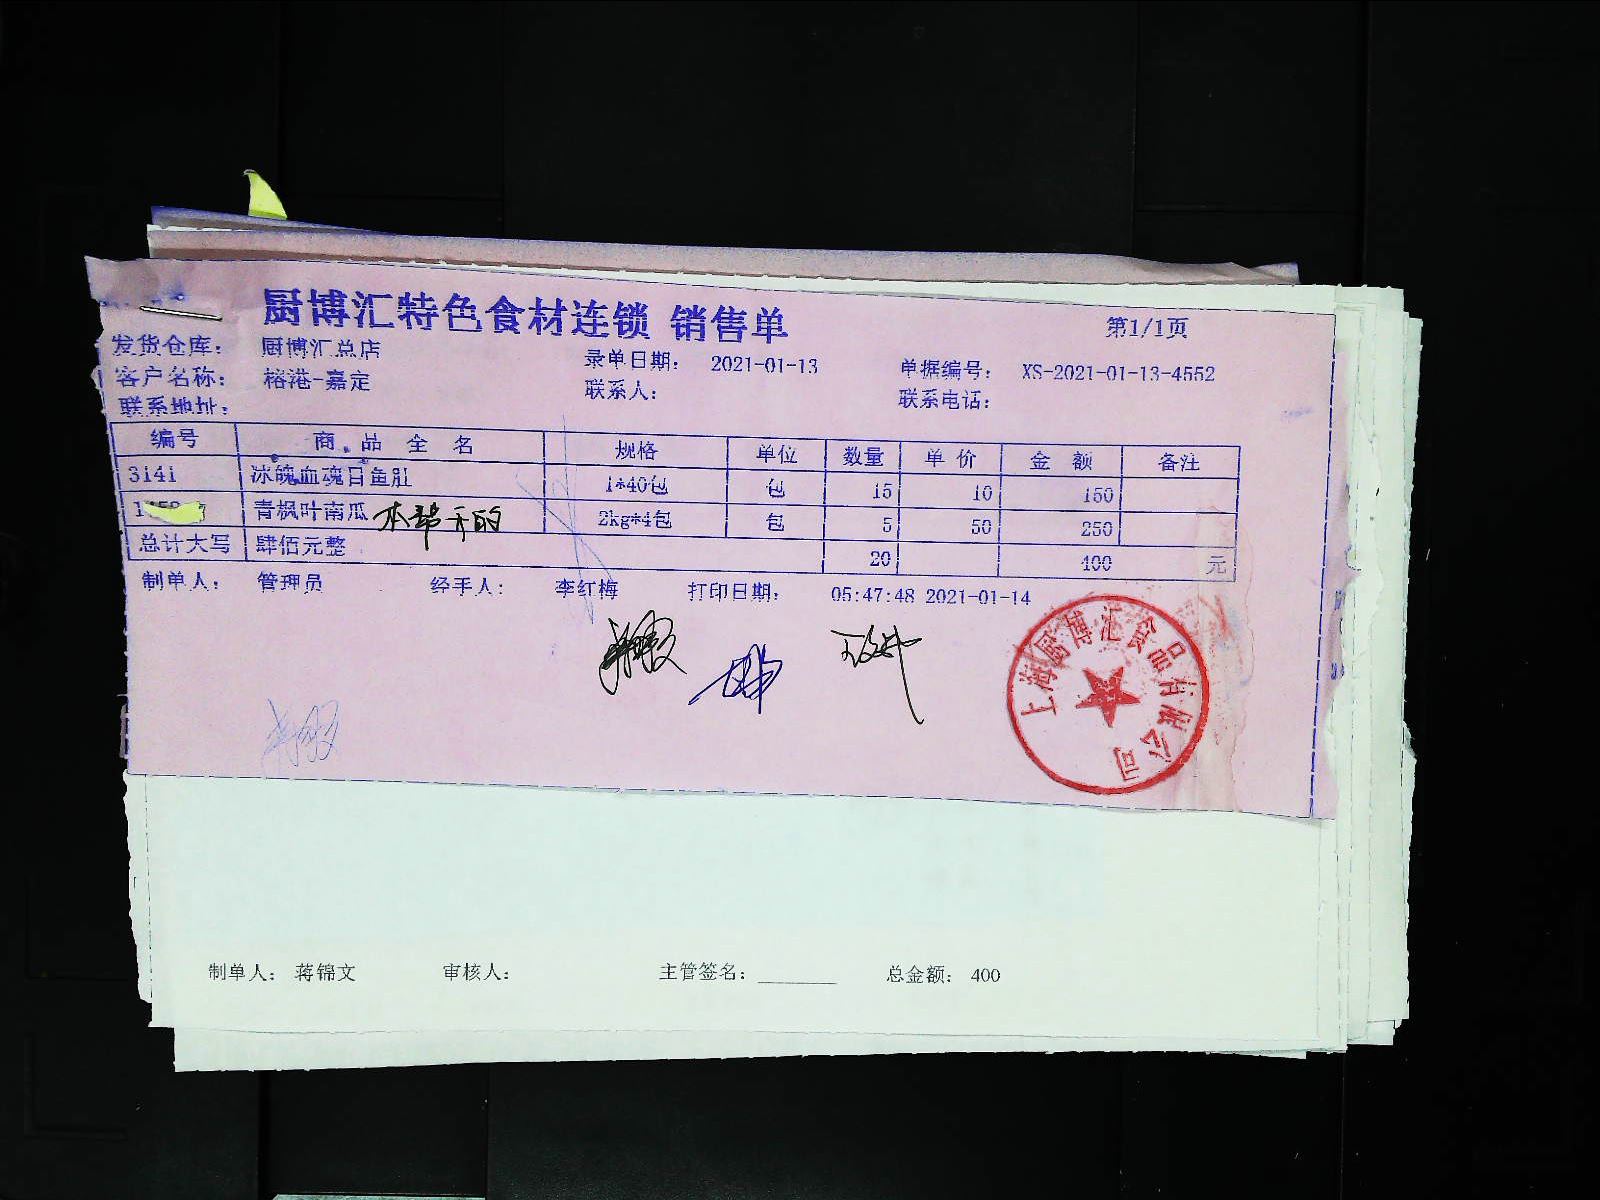 厨博汇特色食材连锁 销售单
第1/1页
发货仓库: 厨博汇总店 录单日期: 2021-01-13 单据编号: XS-2021-01-13-4552
客户名称: 榕港-嘉定 联系人: 联系电话:
联系地址:
编号 商品全名 规格 单位 数量 单价 金额 备注
3141 冰魄血魂目鱼肚 1*40包 包 15 10 150
青枫叶南瓜 2kg*4包 包 5 50 250
总计大写 肆佰元整 20 400 元
制单人: 管理员 经手人: 李红梅 打印日期: 05:47:48 2021-01-14
上海厨博汇食品有限公司
制单人: 蒋锦文 审核人: 主管签名: ________ 总金额: 400